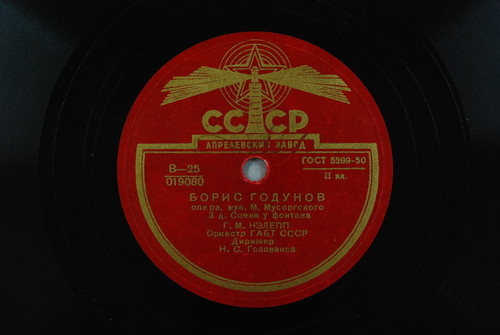 СССР
АПРЕЛЕВСКИЙ ЗАВОД
В—25
019080
ГОСТ 5289-50
II кл.
БОРИС ГОДУНОВ
опера, муз. М. Мусоргского
3 д. Сцена у фонтана
Г. М. НЭЛЕПП
Оркестр ГАБТ СССР
Дирижер
Н. С. Голованов